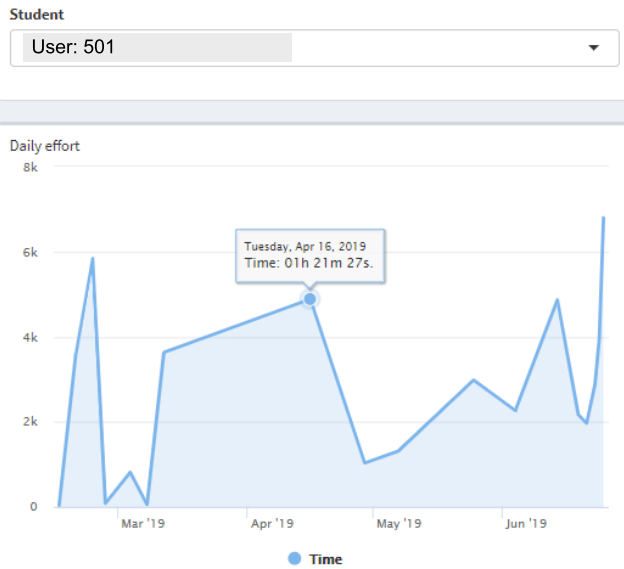 Student
User: 501
Daily effort
8k
6k
4k
2k
0
Tuesday, Apr 16, 2019
Time: 01h 21m 27s.
Mar '19
Apr '19
May '19
Jun '19
Time